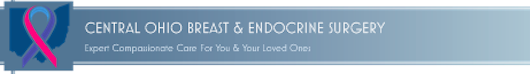 CENTRAL OHIO BREAST & ENDOCRINE SURGERY
Expert Compassionate Care For You & Your Loved Ones